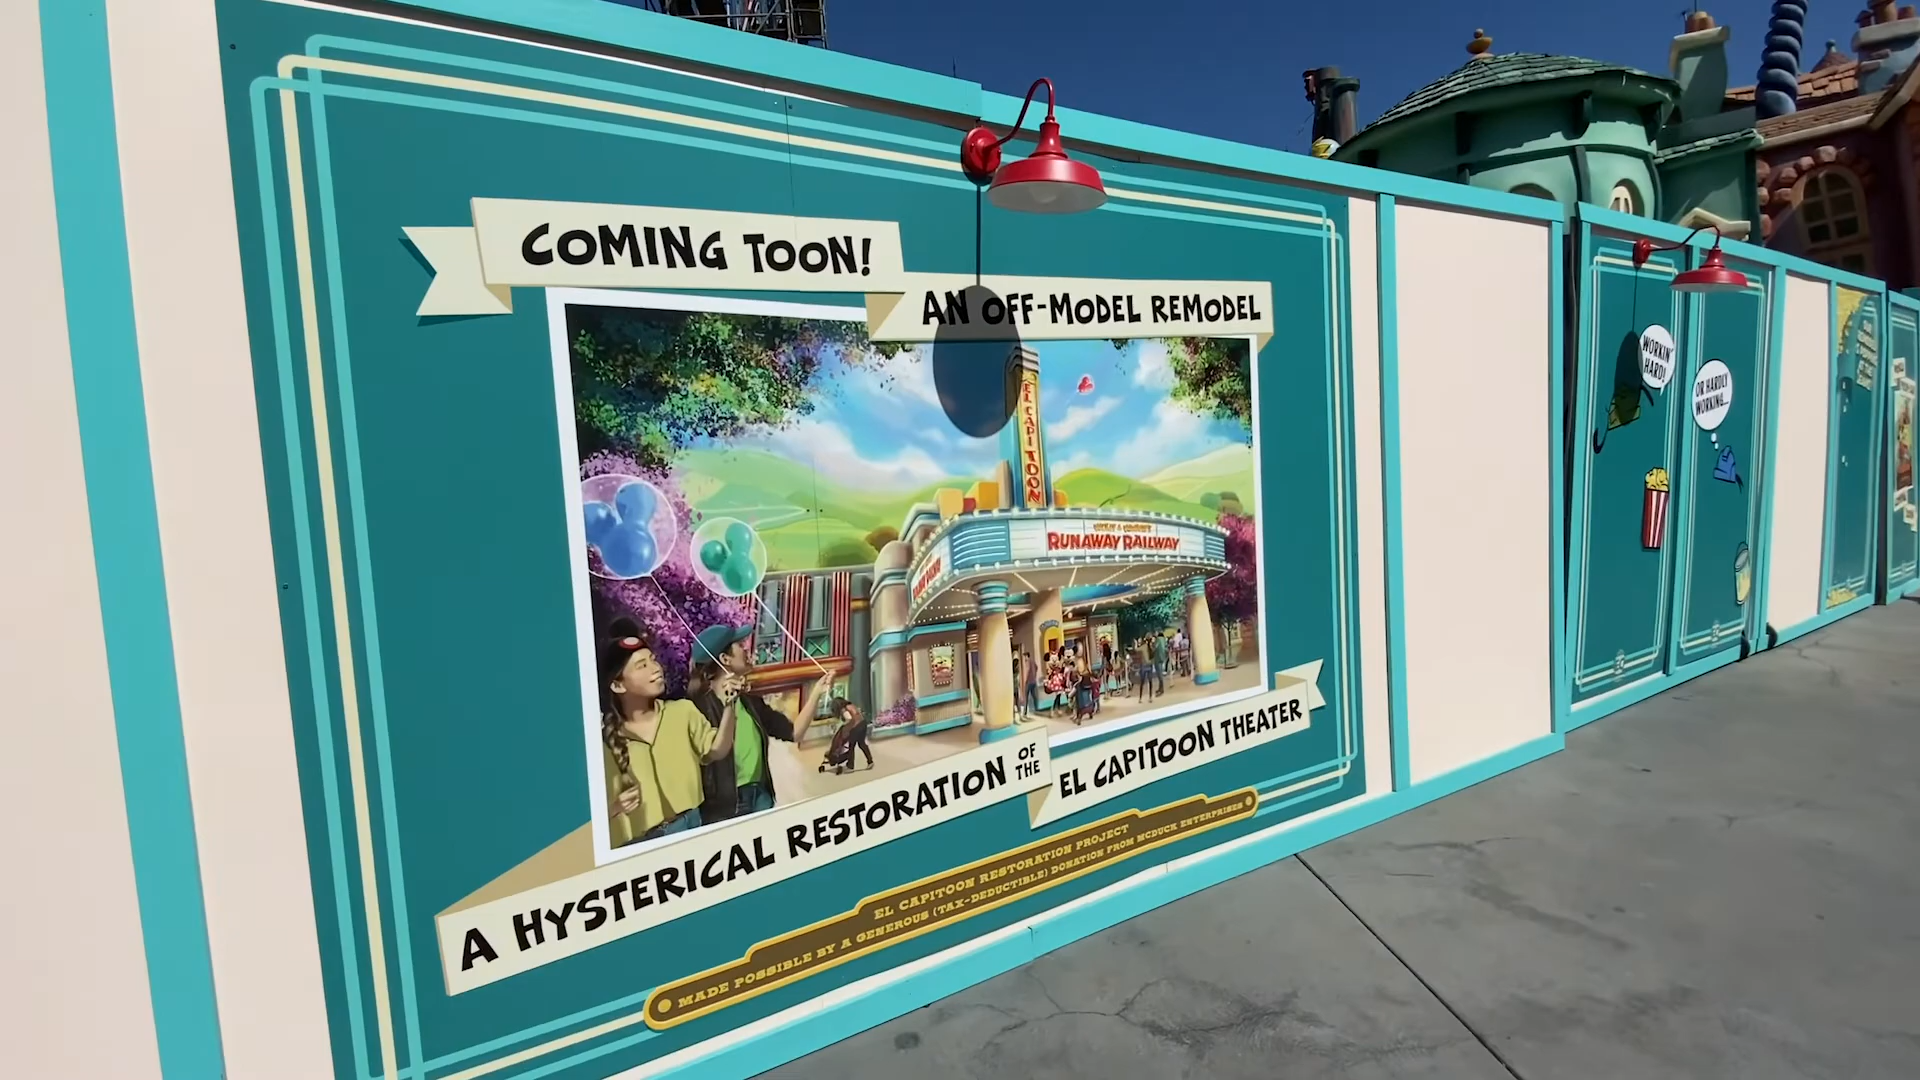 COMING TOON!
AN OFF-MODEL REMODEL
EL CAPITOON
RUNAWAY RAILWAY
A HYSTERICAL RESTORATION OF THE EL CAPITOON THEATER
EL CAPITOON RESTORATION PROJECT
MADE POSSIBLE BY A GENEROUS (TAX-DEDUCTIBLE) DONATION FROM MCDUCK ENTERPRISES
WORKIN'
HARD!
OR HARDLY
WORKING...